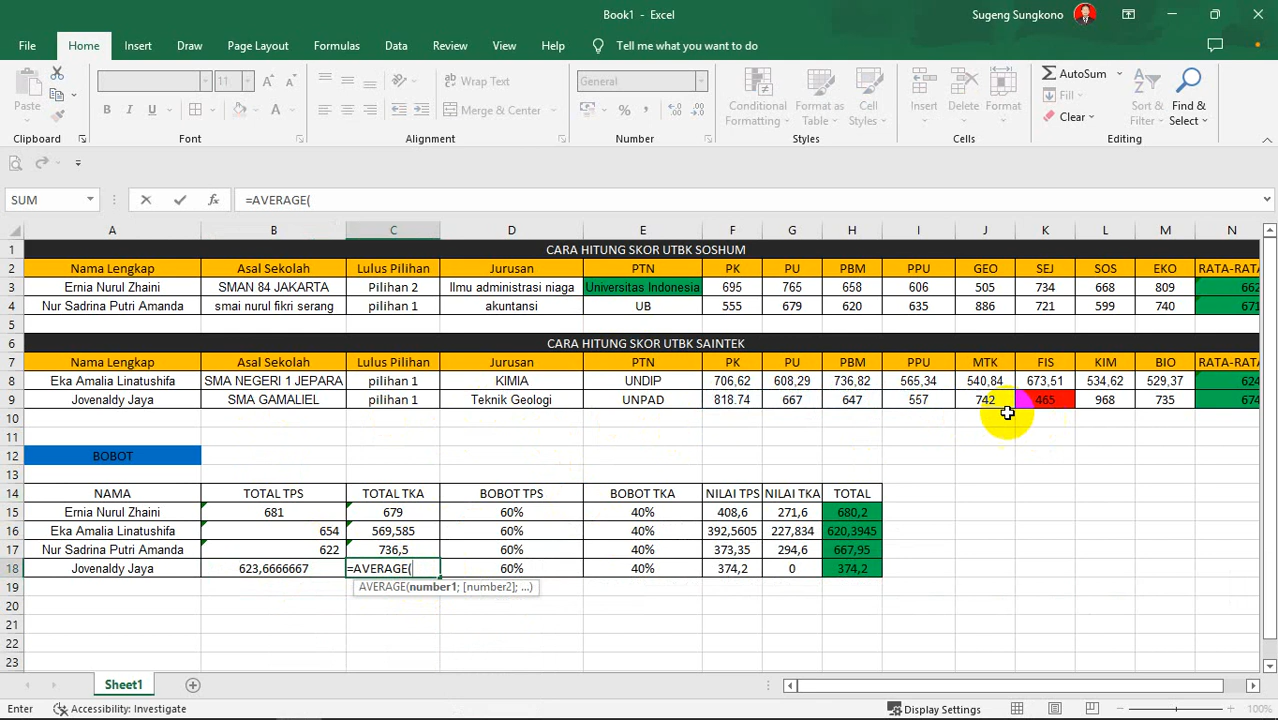 Book1 - Excel
Sugeng Sungkono
File Home Insert Draw Page Layout Formulas Data Review View Help Tell me what you want to do
Paste
Clipboard
11
B I U
Font
Wrap Text
Merge & Center
Alignment
General
Number
Conditional Formatting
Format as Table
Cell Styles
Styles
Insert Delete Format
Cells
AutoSum
Fill
Clear
Sort & Filter
Find & Select
Editing
SUM fx =AVERAGE(
A B C D E F G H I J K L M N
1 CARA HITUNG SKOR UTBK SOSHUM
2 Nama Lengkap Asal Sekolah Lulus Pilihan Jurusan PTN PK PU PBM PPU GEO SEJ SOS EKO RATA-RATA
3 Ernia Nurul Zhaini SMAN 84 JAKARTA Pilihan 2 Ilmu administrasi niaga Universitas Indonesia 695 765 658 606 505 734 668 809 662
4 Nur Sadrina Putri Amanda smai nurul fikri serang pilihan 1 akuntansi UB 555 679 620 635 886 721 631 740 671
5
6 CARA HITUNG SKOR UTBK SAINTEK
7 Nama Lengkap Asal Sekolah Lulus Pilihan Jurusan PTN PK PU PBM PPU MTK FIS KIM BIO RATA-RATA
8 Eka Amalia Linatushifa SMA NEGERI 1 JEPARA pilihan 1 KIMIA UNDIP 706,62 608,29 736,82 565,34 540,84 673,51 534,62 529,37 624
9 Jovenaldy Jaya SMA GAMALIEL pilihan 1 Teknik Geologi UNPAD 818.74 667 647 557 742 465 968 735 674
10
11
12 BOBOT
13
14 NAMA TOTAL TPS TOTAL TKA BOBOT TPS BOBOT TKA NILAI TPS NILAI TKA TOTAL
15 Ernia Nurul Zhaini 681 679 60% 40% 408,6 271,6 680,2
16 Eka Amalia Linatushifa 654 569,585 60% 40% 392,5605 227,834 620,3945
17 Nur Sadrina Putri Amanda 622 736,5 60% 40% 373,35 294,6 667,95
18 Jovenaldy Jaya 623,6666667 =AVERAGE( 60% 40% 374,2 0 374,2
19 AVERAGE(number1; [number2]; ...)
20
21
22
23
Sheet1
Enter Accessibility: Investigate Display Settings 100%